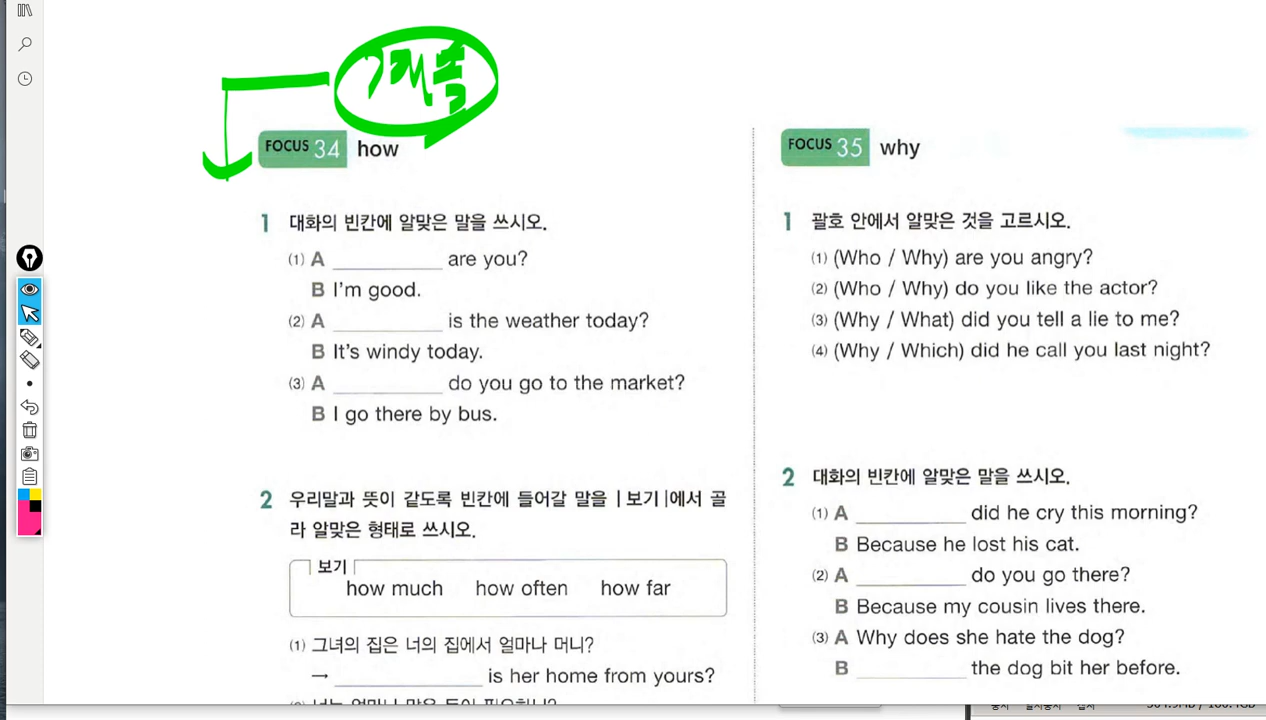 FOCUS 34 how
1 대화의 빈칸에 알맞은 말을 쓰시오.
(1) A __________ are you?
B I'm good.
(2) A __________ is the weather today?
B It's windy today.
(3) A __________ do you go to the market?
B I go there by bus.
2 우리말과 뜻이 같도록 빈칸에 들어갈 말을 | 보기 |에서 골
라 알맞은 형태로 쓰시오.
보기
how much how often how far
(1) 그녀의 집은 너의 집에서 얼마나 머니?
→ __________ is her home from yours?
FOCUS 35 why
1 괄호 안에서 알맞은 것을 고르시오.
(1) (Who / Why) are you angry?
(2) (Who / Why) do you like the actor?
(3) (Why / What) did you tell a lie to me?
(4) (Why / Which) did he call you last night?
2 대화의 빈칸에 알맞은 말을 쓰시오.
(1) A __________ did he cry this morning?
B Because he lost his cat.
(2) A __________ do you go there?
B Because my cousin lives there.
(3) A Why does she hate the dog?
B __________ the dog bit her before.